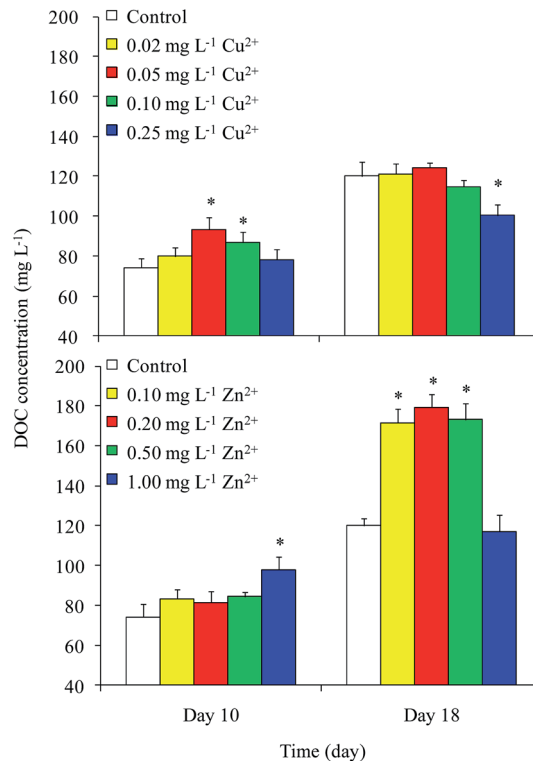 DOC concentration (mg L⁻¹)
200
180
160
140
120
100
80
60
40
Control
0.02 mg L⁻¹ Cu²⁺
0.05 mg L⁻¹ Cu²⁺
0.10 mg L⁻¹ Cu²⁺
0.25 mg L⁻¹ Cu²⁺
*
*
*
200
180
160
140
120
100
80
60
40
Control
0.10 mg L⁻¹ Zn²⁺
0.20 mg L⁻¹ Zn²⁺
0.50 mg L⁻¹ Zn²⁺
1.00 mg L⁻¹ Zn²⁺
*
* * *
Day 10 Day 18
Time (day)